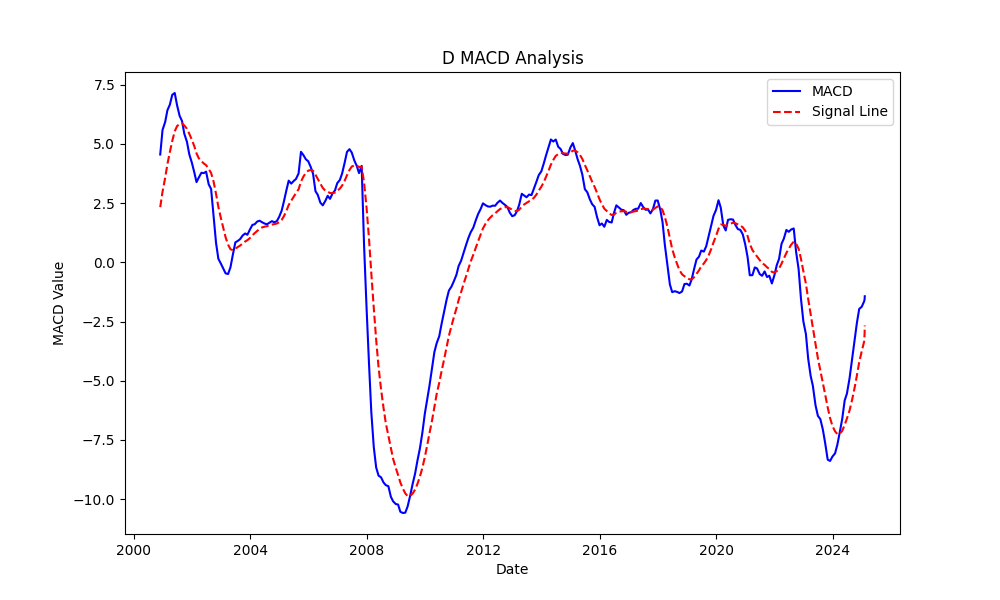 D MACD Analysis
MACD
Signal Line
7.5
5.0
2.5
0.0
−2.5
−5.0
−7.5
−10.0
MACD Value
2000 2004 2008 2012 2016 2020 2024
Date